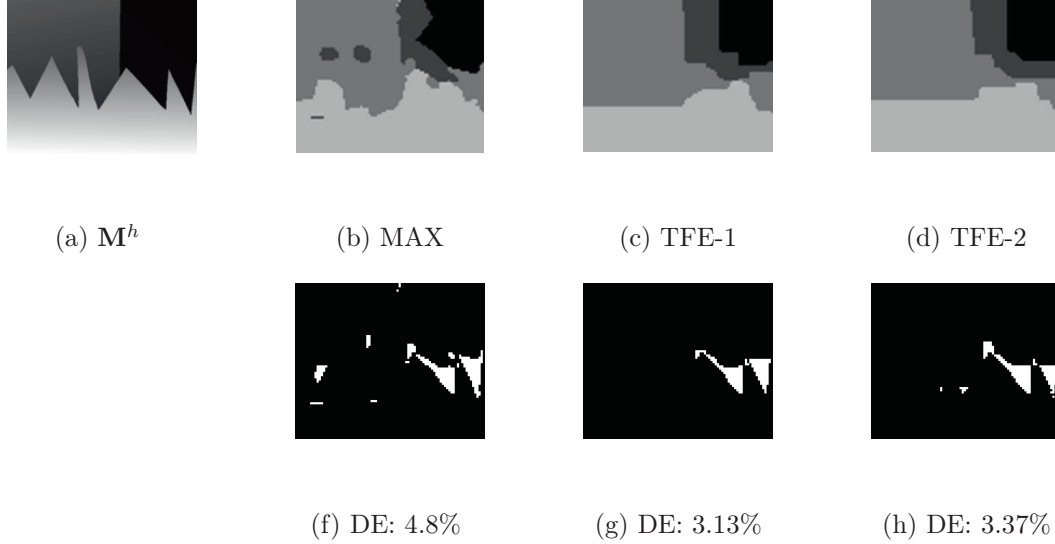 (a) M^h
(b) MAX
(c) TFE-1
(d) TFE-2
(f) DE: 4.8%
(g) DE: 3.13%
(h) DE: 3.37%